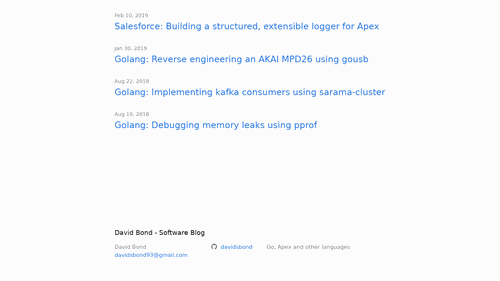 Feb 10, 2019
Salesforce: Building a structured, extensible logger for Apex
Jan 30, 2019
Golang: Reverse engineering an AKAI MPD26 using gousb
Aug 22, 2018
Golang: Implementing kafka consumers using sarama-cluster
Aug 10, 2018
Golang: Debugging memory leaks using pprof
David Bond - Software Blog
David Bond
davidsbond93@gmail.com
davidsbond
Go, Apex and other languages